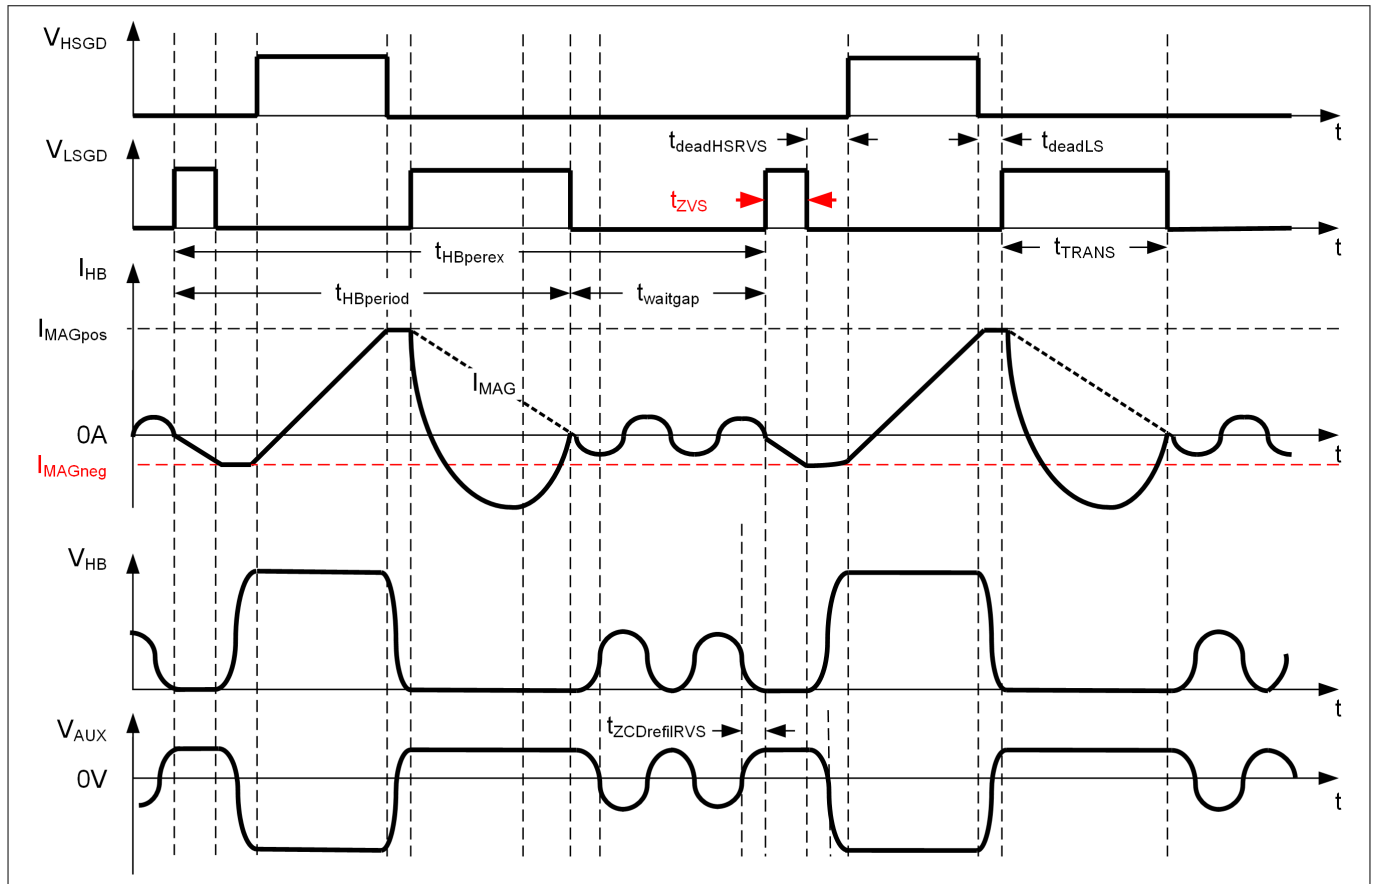 VHSGD
t
tdeadHSRVS
tdeadLS
VLSGD
tZVS
t
tHBperex
tTRANS
IHB
tHBperiod
twaitgap
IMAGpos
IMAG
0A
t
IMAGneg
VHB
t
VAUX
tZCDrefilRVS
0V
t